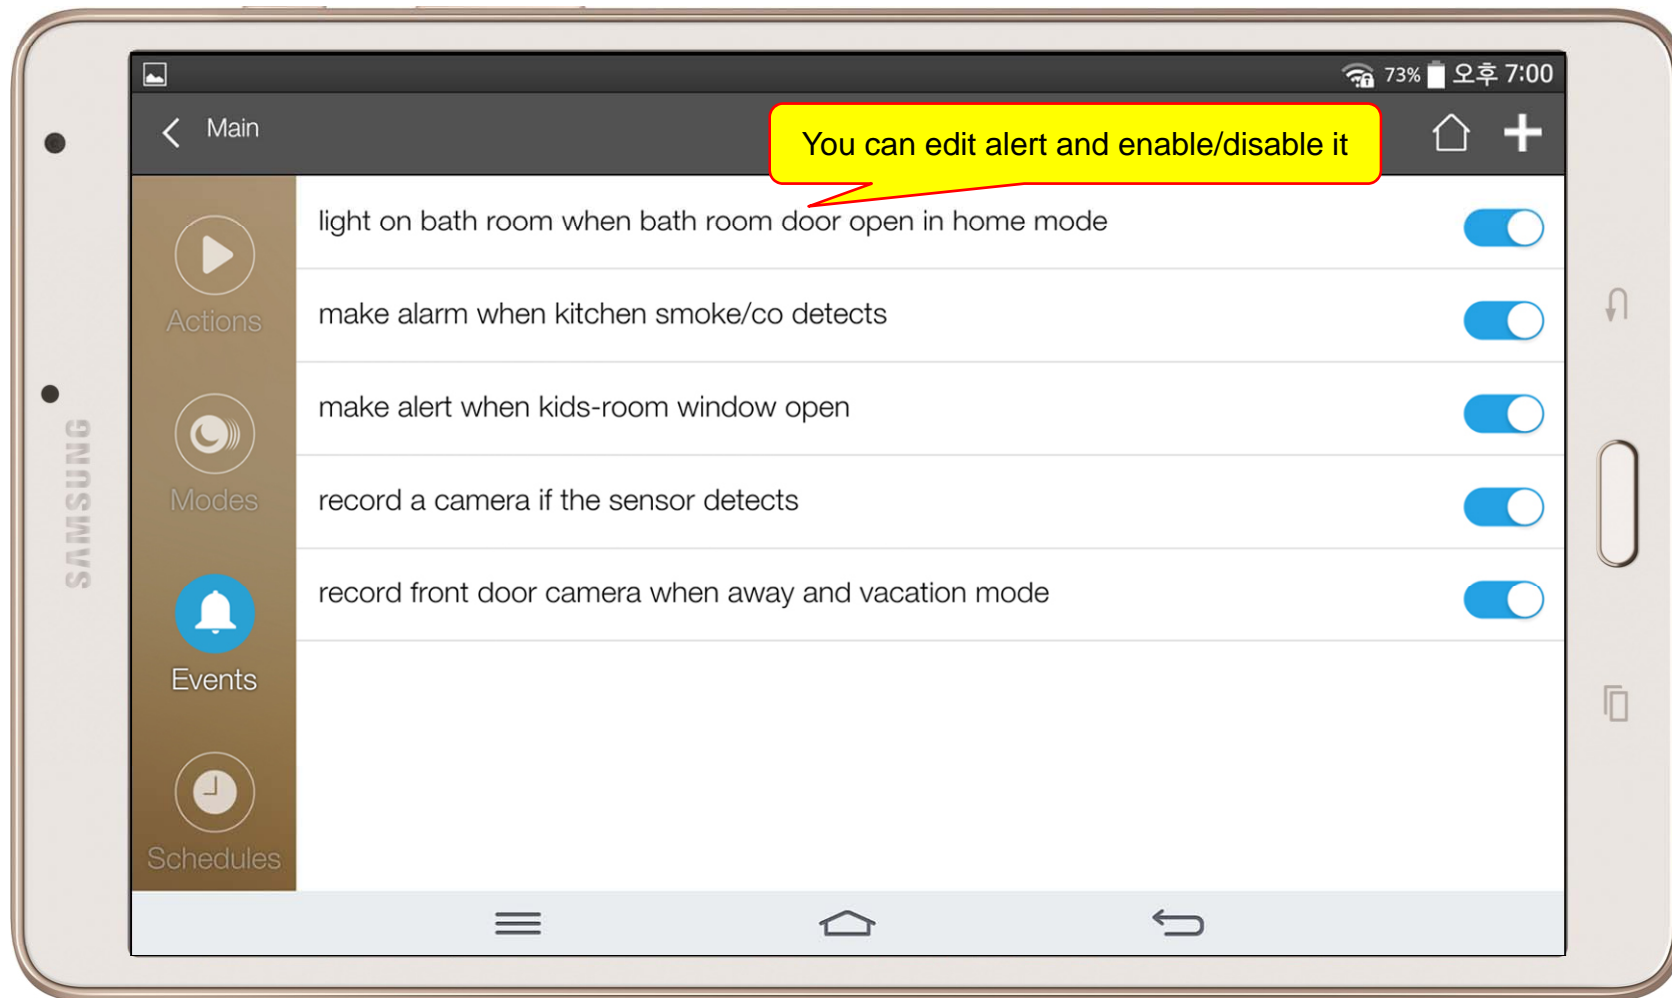 73% 오후 7:00
Main
You can edit alert and enable/disable it
light on bath room when bath room door open in home mode
Actions
make alarm when kitchen smoke/co detects
make alert when kids-room window open
Modes
record a camera if the sensor detects
record front door camera when away and vacation mode
Events
Schedules
SAMSUNG